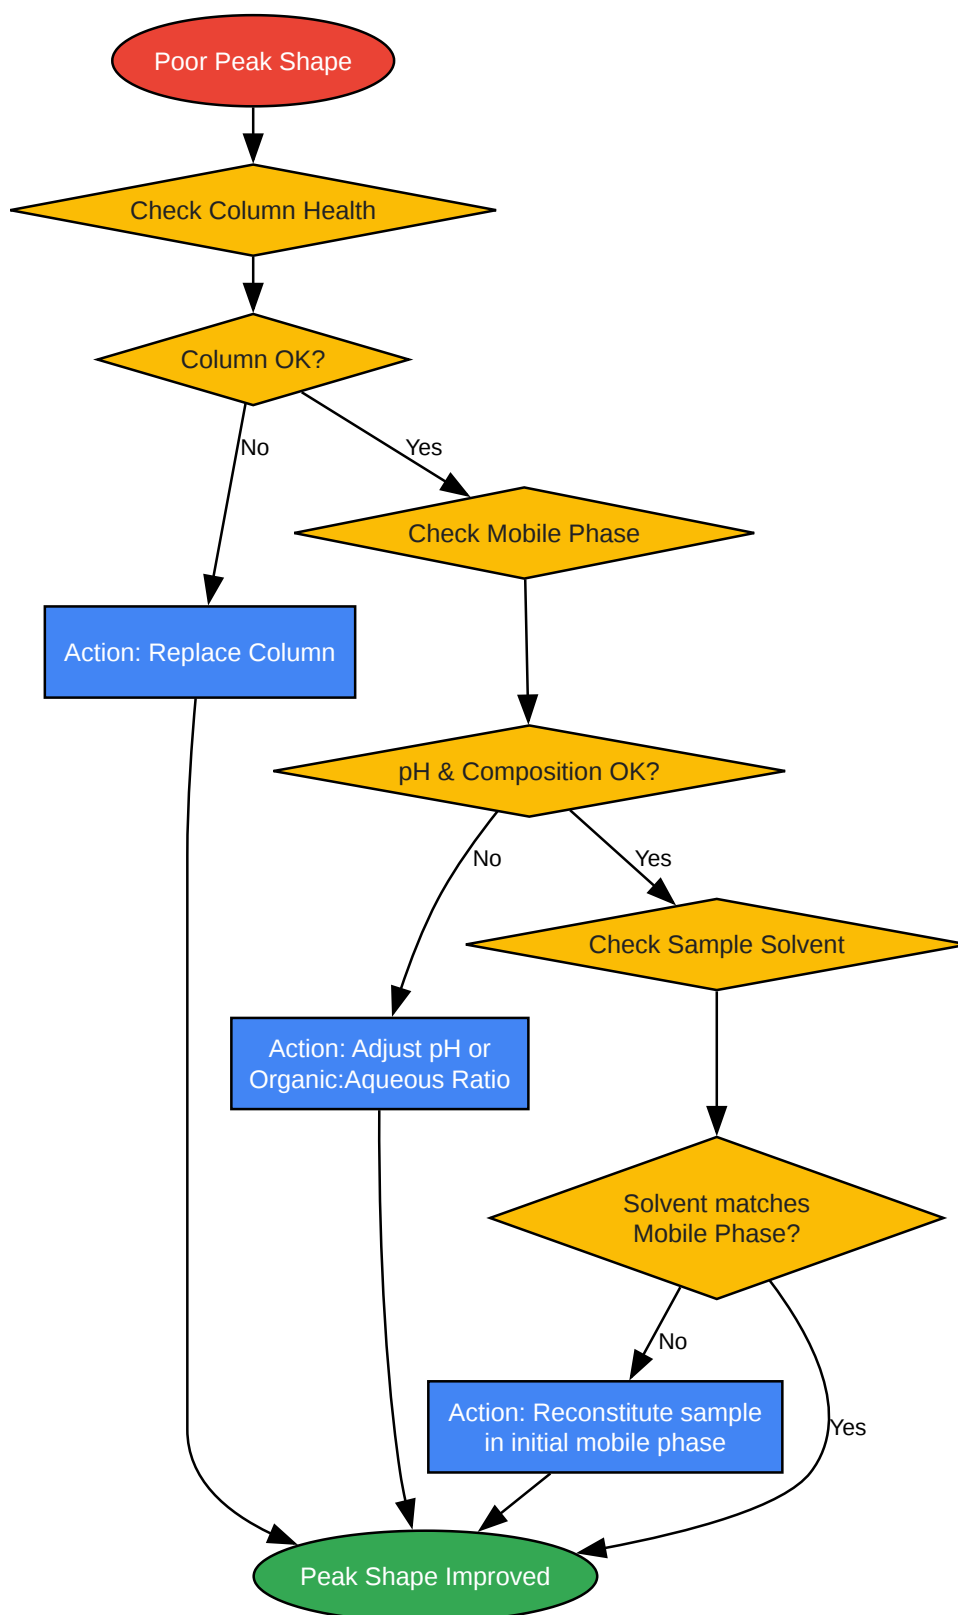 Poor Peak Shape
Check Column Health
Column OK?
No
Yes
Check Mobile Phase
Action: Replace Column
pH & Composition OK?
No
Yes
Check Sample Solvent
Action: Adjust pH or
Organic:Aqueous Ratio
Solvent matches
Mobile Phase?
No
Action: Reconstitute sample
in initial mobile phase
Yes
Peak Shape Improved